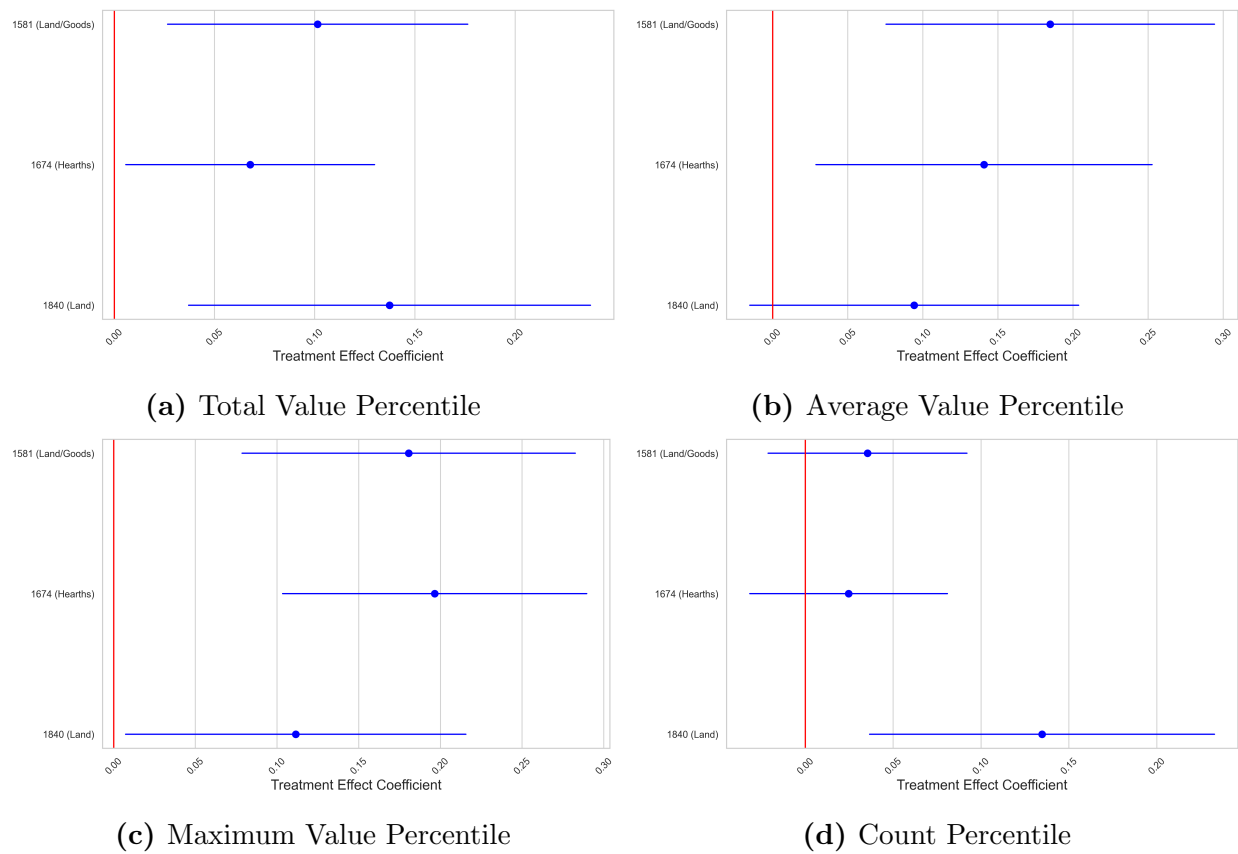 1581 (Land/Goods)
1674 (Hearths)
1840 (Land)
0.00 0.05 0.10 0.15 0.20
Treatment Effect Coefficient
(a) Total Value Percentile
1581 (Land/Goods)
1674 (Hearths)
1840 (Land)
0.00 0.05 0.10 0.15 0.20 0.25 0.30
Treatment Effect Coefficient
(b) Average Value Percentile
1581 (Land/Goods)
1674 (Hearths)
1840 (Land)
0.00 0.05 0.10 0.15 0.20 0.25 0.30
Treatment Effect Coefficient
(c) Maximum Value Percentile
1581 (Land/Goods)
1674 (Hearths)
1840 (Land)
0.00 0.05 0.10 0.15 0.20
Treatment Effect Coefficient
(d) Count Percentile